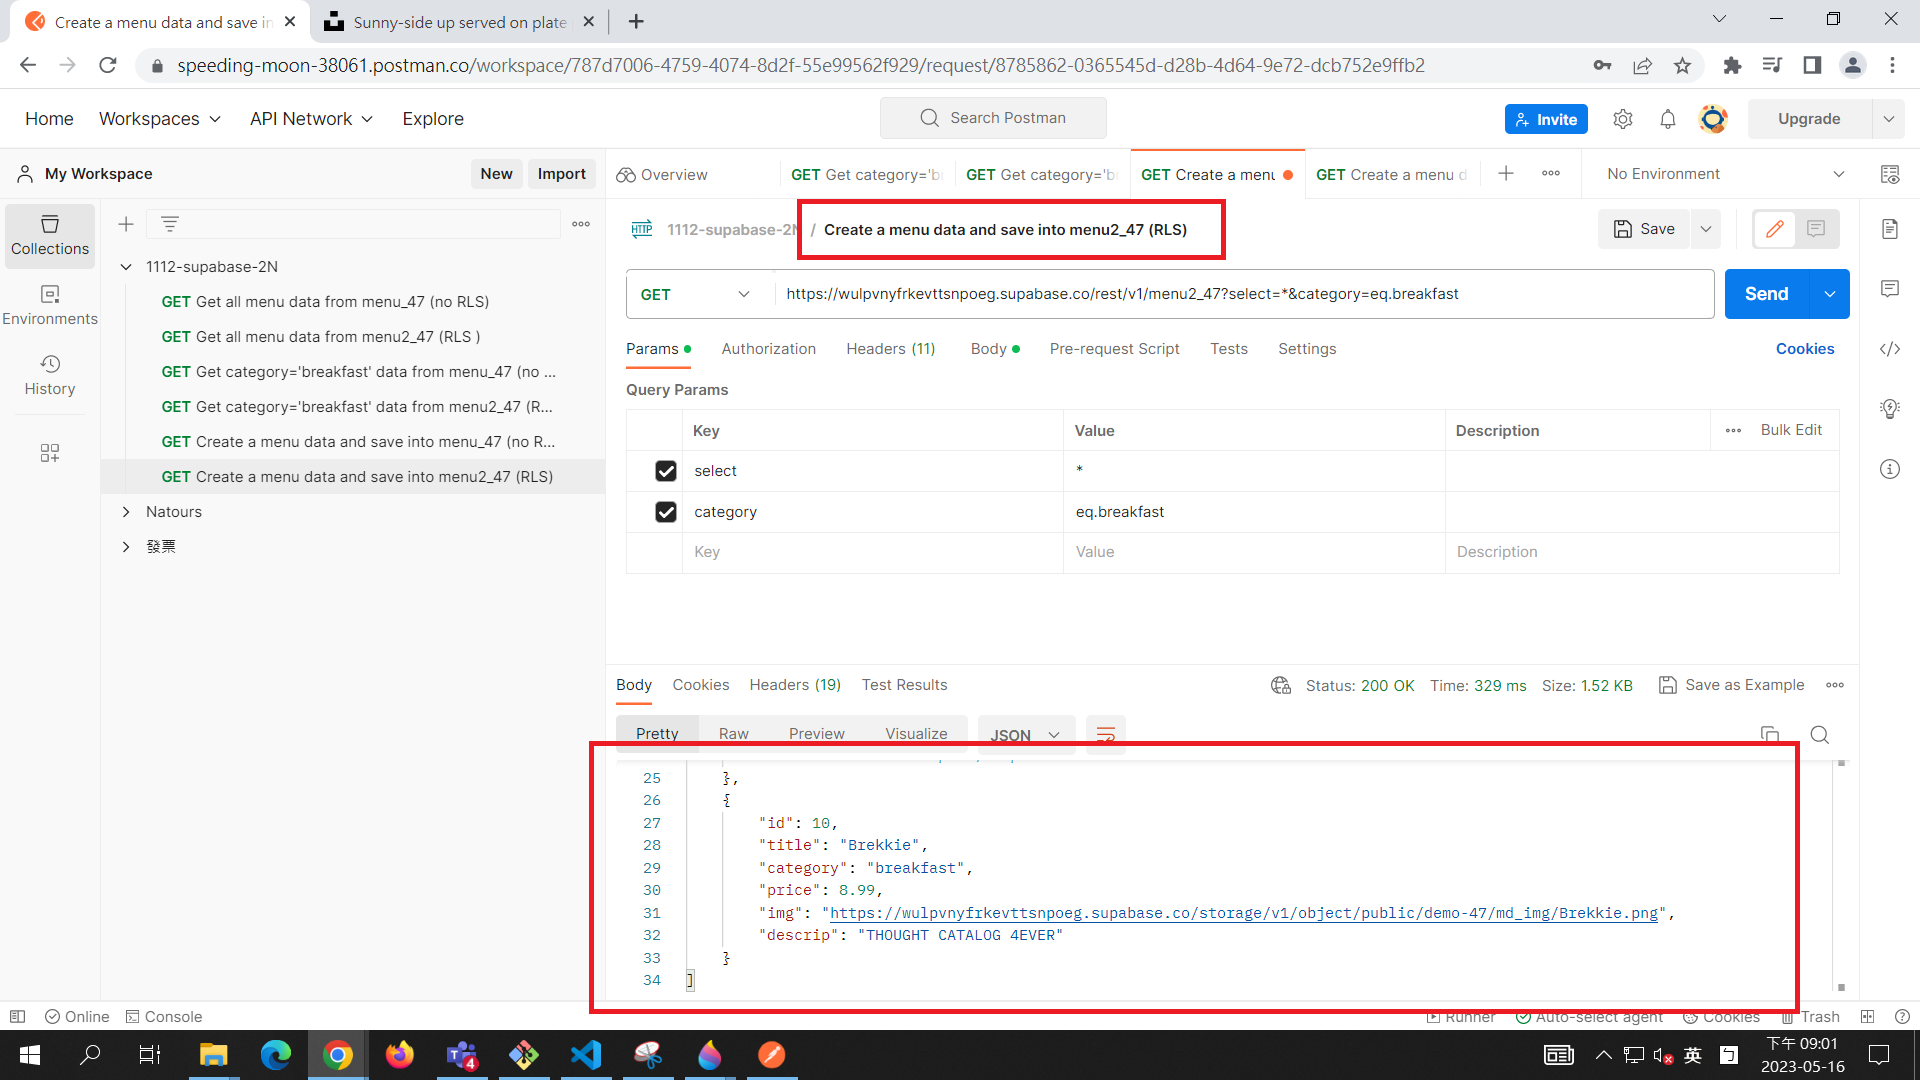 Create a menu data and save in
Sunny-side up served on plate
speeding-moon-38061.postman.co/workspace/787d7006-4759-4074-8d2f-55e99562f929/request/8785862-0365545d-d28b-4d64-9e72-dcb752e9ffb2
Home Workspaces API Network Explore Search Postman Invite Upgrade
My Workspace New Import
Overview GET Get category='b GET Get category='b GET Create a menu GET Create a menu d No Environment
Collections
Environments
History
1112-supabase-2N
GET Get all menu data from menu_47 (no RLS)
GET Get all menu data from menu2_47 (RLS )
GET Get category='breakfast' data from menu_47 (no ...
GET Get category='breakfast' data from menu2_47 (R...
GET Create a menu data and save into menu_47 (no R...
GET Create a menu data and save into menu2_47 (RLS)
Natours
發票
HTTP 1112-supabase-2N / Create a menu data and save into menu2_47 (RLS) Save
GET https://wulpvnyfrkevttsnpoeg.supabase.co/rest/v1/menu2_47?select=*&category=eq.breakfast Send
Params Authorization Headers (11) Body Pre-request Script Tests Settings Cookies
Query Params
Key Value Description Bulk Edit
select *
category eq.breakfast
Key Value Description
Body Cookies Headers (19) Test Results Status: 200 OK Time: 329 ms Size: 1.52 KB Save as Example
Pretty Raw Preview Visualize JSON
25 },
26 {
27 "id": 10,
28 "title": "Brekkie",
29 "category": "breakfast",
30 "price": 8.99,
31 "img": "https://wulpvnyfrkevttsnpoeg.supabase.co/storage/v1/object/public/demo-47/md_img/Brekkie.png",
32 "descrip": "THOUGHT CATALOG 4EVER"
33 }
34 ]
Online Console Runner Auto-select agent Cookies Trash
4 英 下午 09:01
2023-05-16